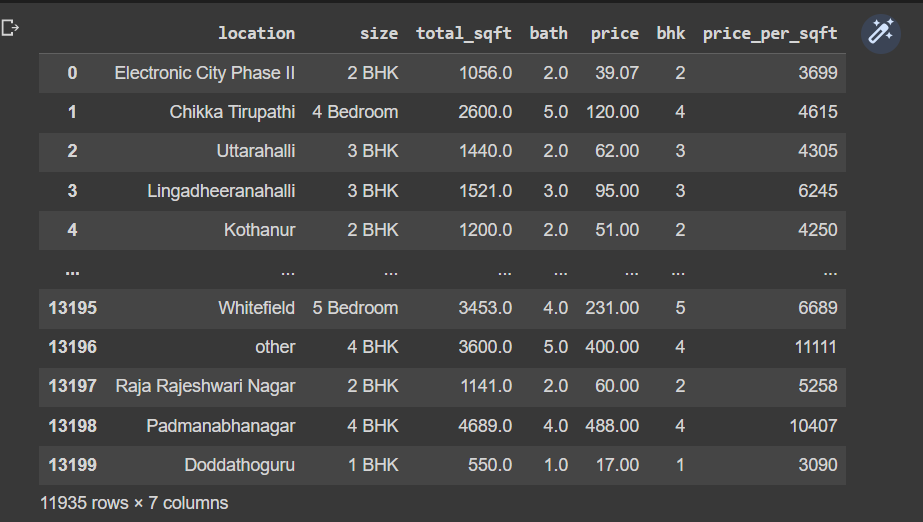 location size total_sqft bath price bhk price_per_sqft
0 Electronic City Phase II 2 BHK 1056.0 2.0 39.07 2 3699
1 Chikka Tirupathi 4 Bedroom 2600.0 5.0 120.00 4 4615
2 Uttarahalli 3 BHK 1440.0 2.0 62.00 3 4305
3 Lingadheeranahalli 3 BHK 1521.0 3.0 95.00 3 6245
4 Kothanur 2 BHK 1200.0 2.0 51.00 2 4250
... ... ... ... ... ... ... ...
13195 Whitefield 5 Bedroom 3453.0 4.0 231.00 5 6689
13196 other 4 BHK 3600.0 5.0 400.00 4 11111
13197 Raja Rajeshwari Nagar 2 BHK 1141.0 2.0 60.00 2 5258
13198 Padmanabhanagar 4 BHK 4689.0 4.0 488.00 4 10407
13199 Doddathoguru 1 BHK 550.0 1.0 17.00 1 3090
11935 rows × 7 columns